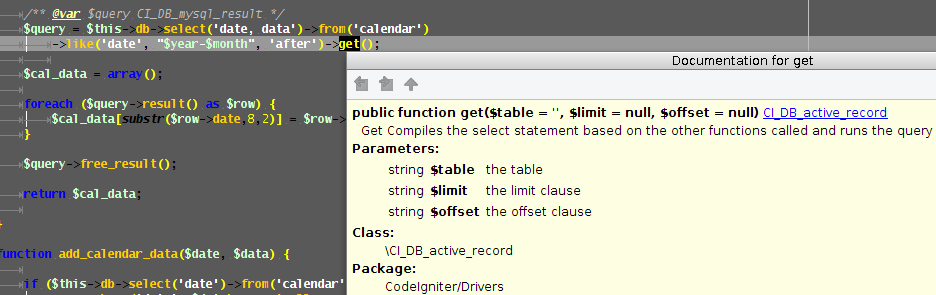 /** @var $query CI_DB_mysql_result */
$query = $this->db->select('date, data')->from('calendar')
->like('date', "$year-$month", 'after')->get();
$cal_data = array();
foreach ($query->result() as $row) {
$cal_data[substr($row->date,8,2)] = $row->
}
$query->free_result();
return $cal_data;
}
function add_calendar_data($date, $data) {
if ($this->db->select('date')->from('calendar'
Documentation for get
public function get($table = '', $limit = null, $offset = null) CI_DB_active_record
Get Compiles the select statement based on the other functions called and runs the query
Parameters:
string $table the table
string $limit the limit clause
string $offset the offset clause
Class:
\CI_DB_active_record
Package:
CodeIgniter/Drivers